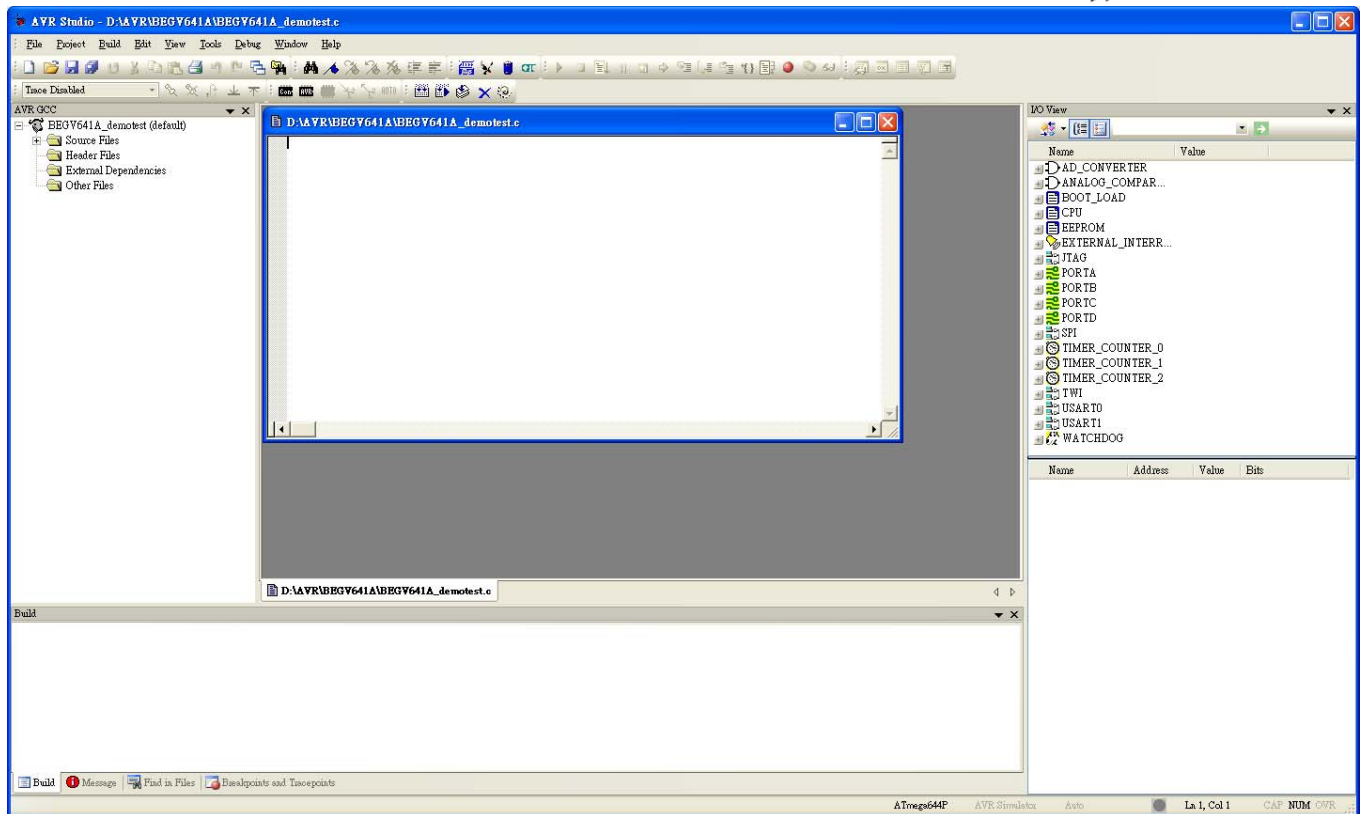 AVR Studio - D:\AVR\BEGV641A\BEGV641A_demotest.c
File Project Build Edit View Tools Debug Window Help
Trace Disabled
AVR GCC
BEGV641A_demotest (default)
Source Files
Header Files
External Dependencies
Other Files
D:\AVR\BEGV641A\BEGV641A_demotest.c
D:\AVR\BEGV641A\BEGV641A_demotest.c
I/O View
Name Value
AD_CONVERTER
ANALOG_COMPAR...
BOOT_LOAD
CPU
EEPROM
EXTERNAL_INTERR...
JTAG
PORTA
PORTB
PORTC
PORTD
SPI
TIMER_COUNTER_0
TIMER_COUNTER_1
TIMER_COUNTER_2
TWI
USART0
USART1
WATCHDOG
Name Address Value Bits
Build
Build Message Find in Files Breakpoints and Tracepoints
ATmega644P AVR Simulator Auto Ln 1, Col 1 CAP NUM OVR